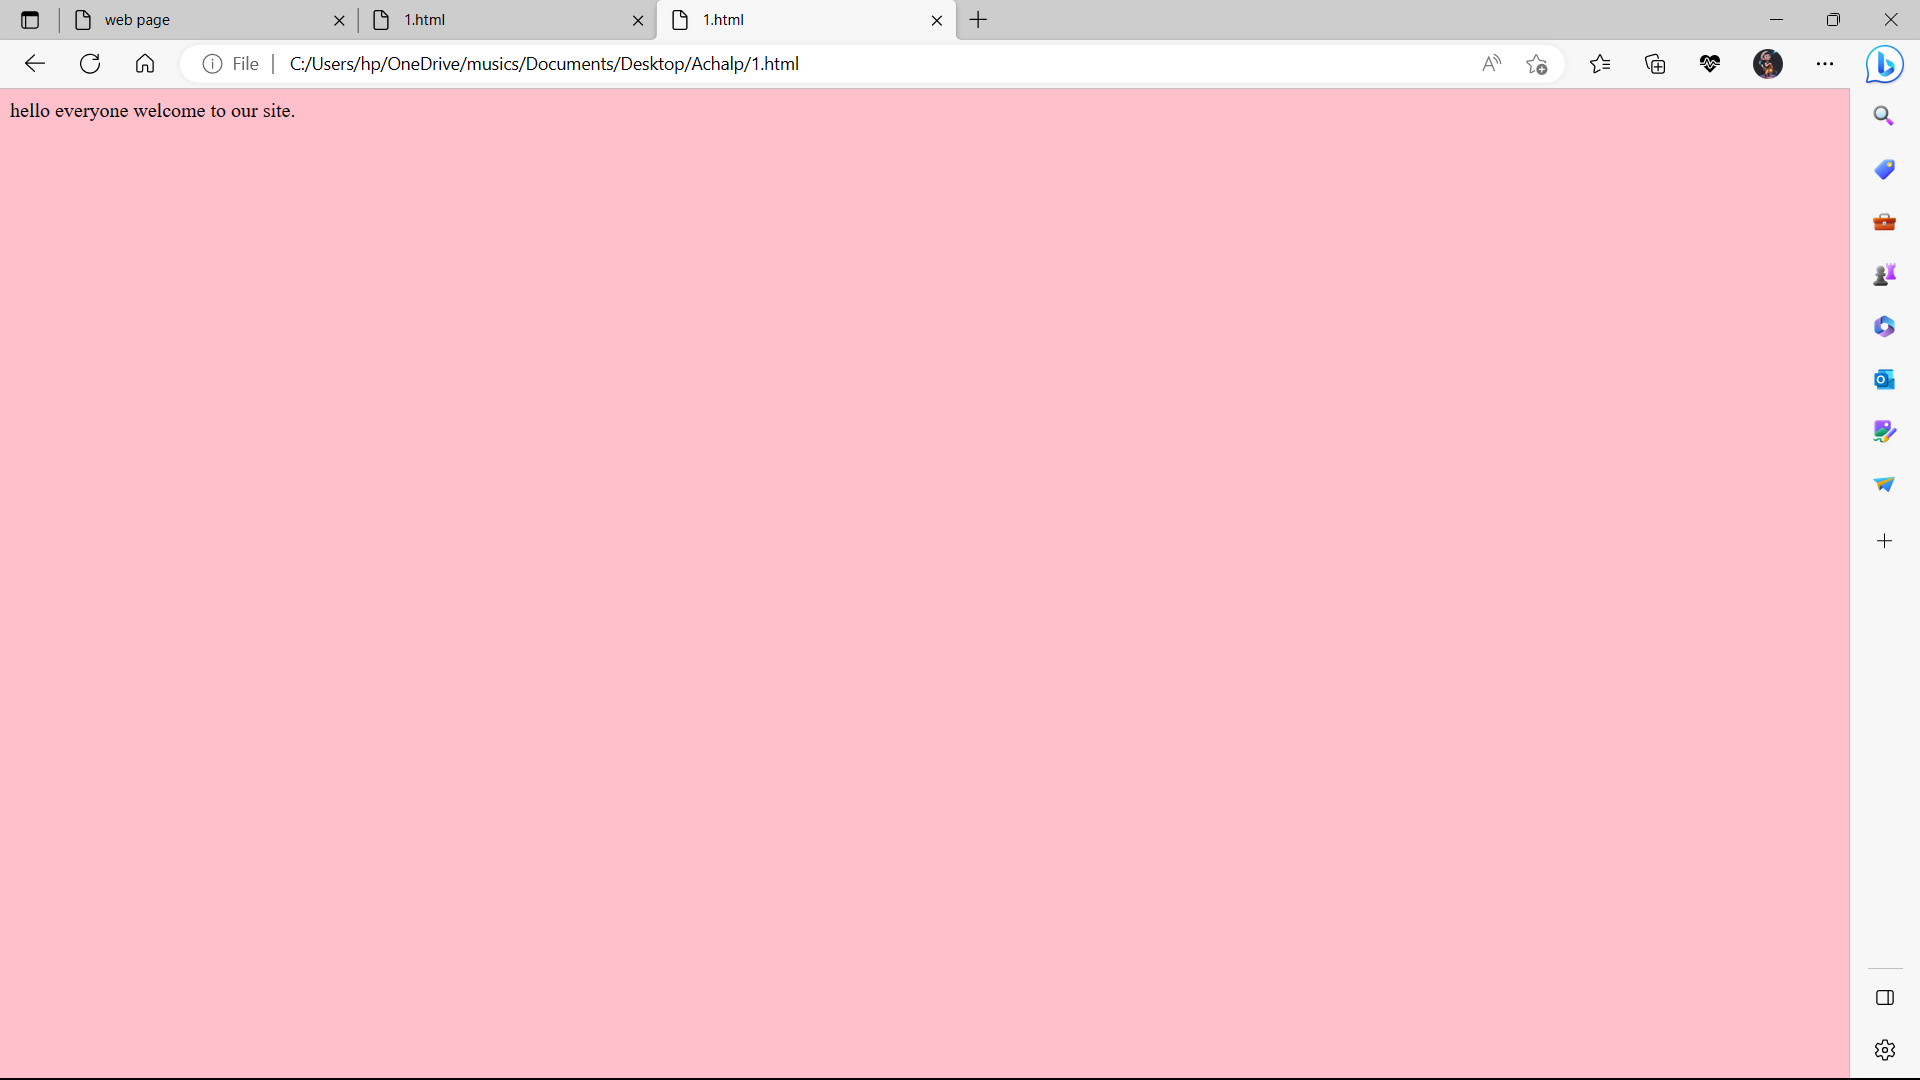 web page
1.html
1.html
File
C:/Users/hp/OneDrive/musics/Documents/Desktop/Achalp/1.html
hello everyone welcome to our site.